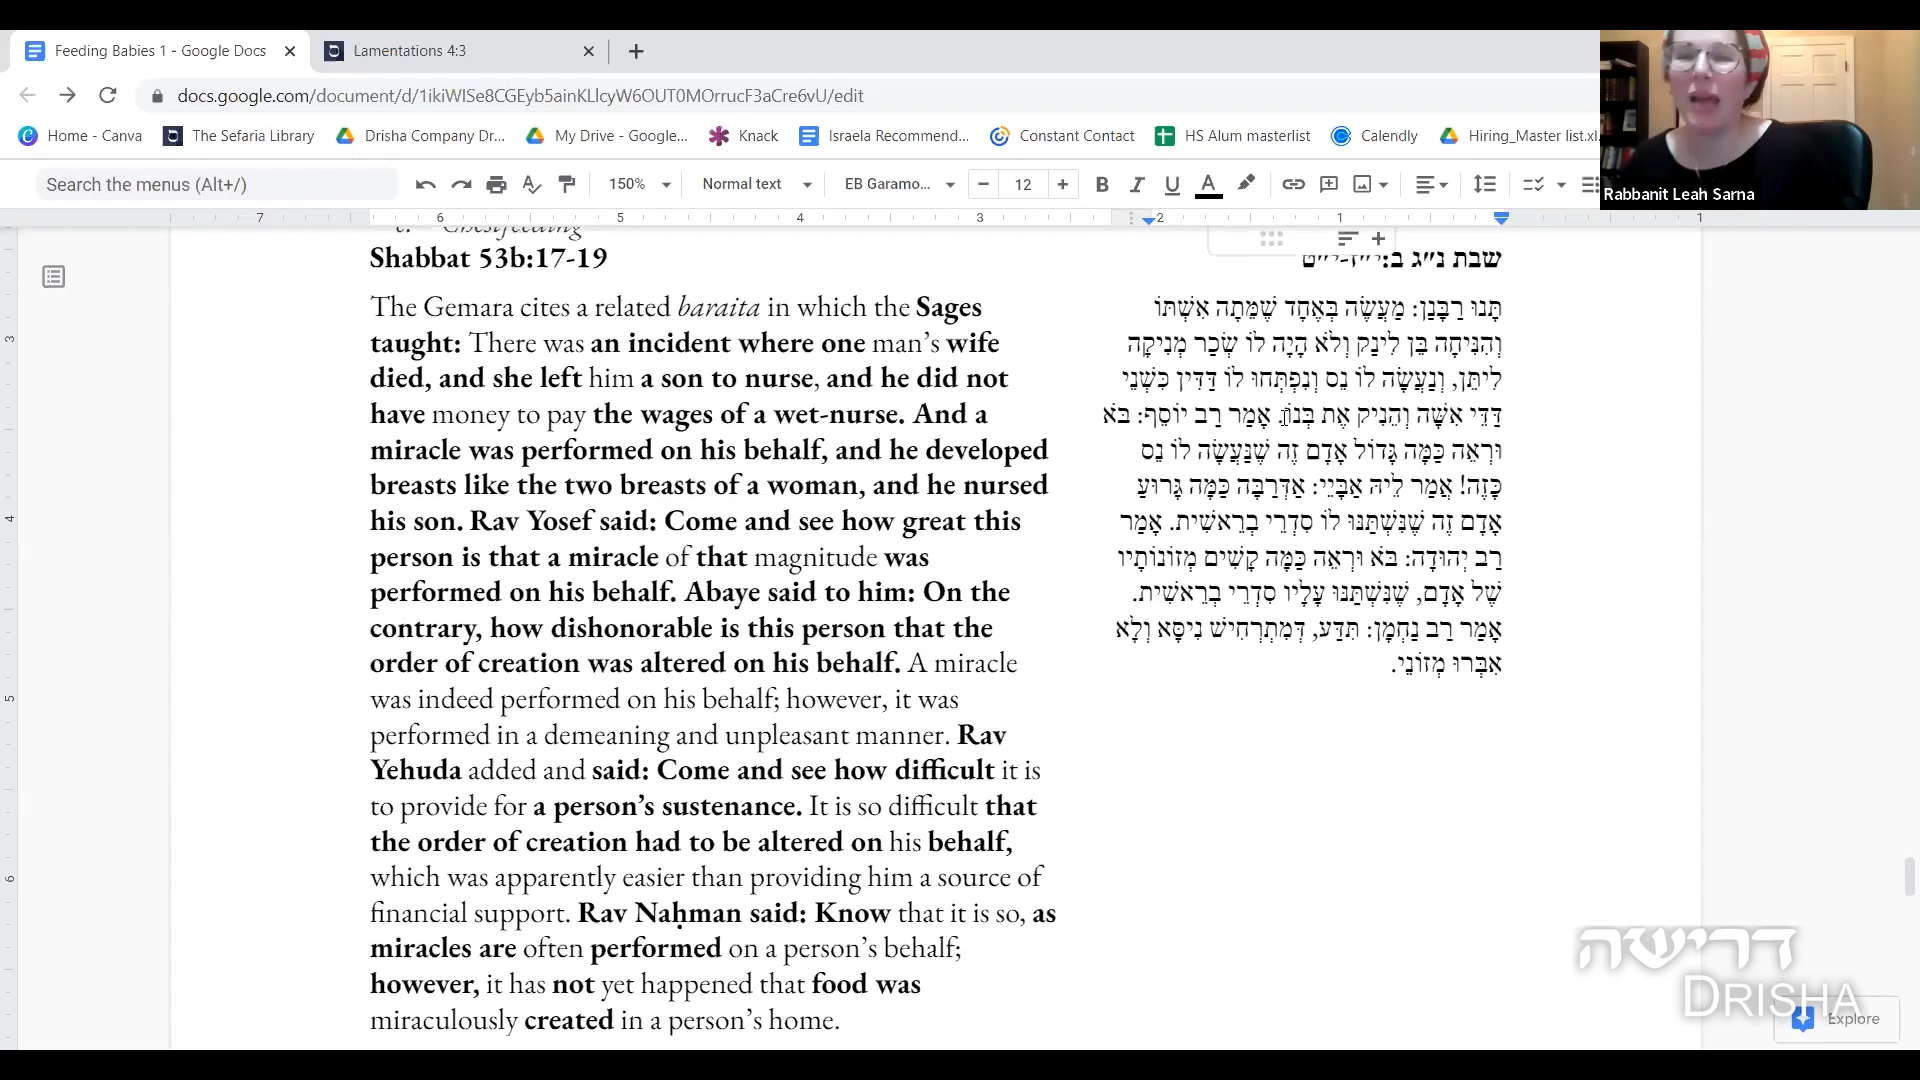 Feeding Babies 1 - Google Docs
Lamentations 4:3
docs.google.com/document/d/1ikiWlSe8CGEyb5ainKLlcyW6OUT0MOrrucF3aCre6vU/edit
Home - Canva The Sefaria Library Drisha Company Dr... My Drive - Google... Knack Israela Recommend... Constant Contact HS Alum masterlist Calendly Hiring_Master list.xl
Search the menus (Alt+/) 150% Normal text EB Garamo... 12
Rabbanit Leah Sarna
7 6 5 4 3 2 1 1
Chestfeeding
Shabbat 53b:17-19
The Gemara cites a related baraita in which the Sages
taught: There was an incident where one man's wife
died, and she left him a son to nurse, and he did not
have money to pay the wages of a wet-nurse. And a
miracle was performed on his behalf, and he developed
breasts like the two breasts of a woman, and he nursed
his son. Rav Yosef said: Come and see how great this
person is that a miracle of that magnitude was
performed on his behalf. Abaye said to him: On the
contrary, how dishonorable is this person that the
order of creation was altered on his behalf. A miracle
was indeed performed on his behalf; however, it was
performed in a demeaning and unpleasant manner. Rav
Yehuda added and said: Come and see how difficult it is
to provide for a person's sustenance. It is so difficult that
the order of creation had to be altered on his behalf,
which was apparently easier than providing him a source of
financial support. Rav Naḥman said: Know that it is so, as
miracles are often performed on a person's behalf;
however, it has not yet happened that food was
miraculously created in a person's home.
שבת נ״ג ב:י״ז-י״ט
תָּנוּ רַבָּנַן: מַעֲשֶׂה בְּאֶחָד שֶׁמֵּתָה אִשְׁתּוֹ
וְהִנִּיחָה בֵּן לִינַק וְלֹא הָיָה לוֹ שְׂכַר מְנִיקָה
לִיתֵּן, וְנַעֲשָׂה לוֹ נֵס וְנִפְתְּחוּ לוֹ דַּדִּין כִּשְׁנֵי
דַּדֵּי אִשָּׁה וְהֵנִיק אֶת בְּנוֹ. אָמַר רַב יוֹסֵף: בֹּא
וּרְאֵה כַּמָּה גָּדוֹל אָדָם זֶה שֶׁנַּעֲשָׂה לוֹ נֵס
כָּזֶה! אֲמַר לֵיהּ אַבָּיֵי: אַדְּרַבָּה כַּמָּה גָּרוּעַ
אָדָם זֶה שֶׁנִּשְׁתַּנּוּ לוֹ סִדְרֵי בְרֵאשִׁית. אָמַר
רַב יְהוּדָה: בֹּא וּרְאֵה כַּמָּה קָשִׁים מְזוֹנוֹתָיו
שֶׁל אָדָם, שֶׁנִּשְׁתַּנּוּ עָלָיו סִדְרֵי בְרֵאשִׁית.
אָמַר רַב נַחְמָן: תִּדַּע, דְּמִתְרְחִישׁ נִיסָּא וְלָא
אִבְּרוּ מְזוֹנֵי.
3
4
5
6
דרישה
DRISHA
Explore